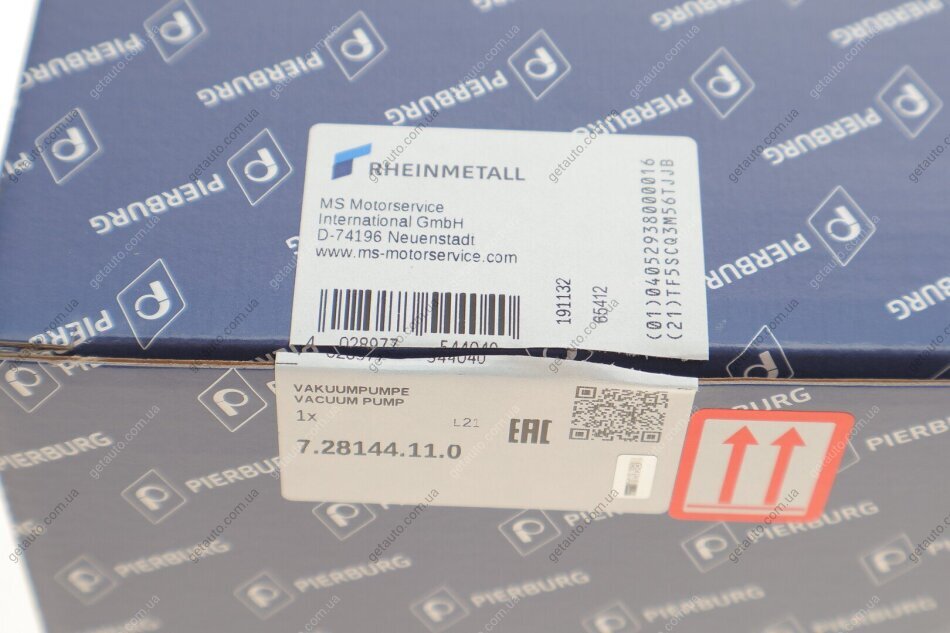 PIERBURG
RHEINMETALL
MS Motorservice
International GmbH
D-74196 Neuenstadt
www.ms-motorservice.com
4 028977 544040
191132
65412
(01)04052938000016
(21)TF5SCQ3M56TJJB
VAKUUMPUMPE
VACUUM PUMP
1x
L21
EAC
7.28144.11.0
getauto.com.ua